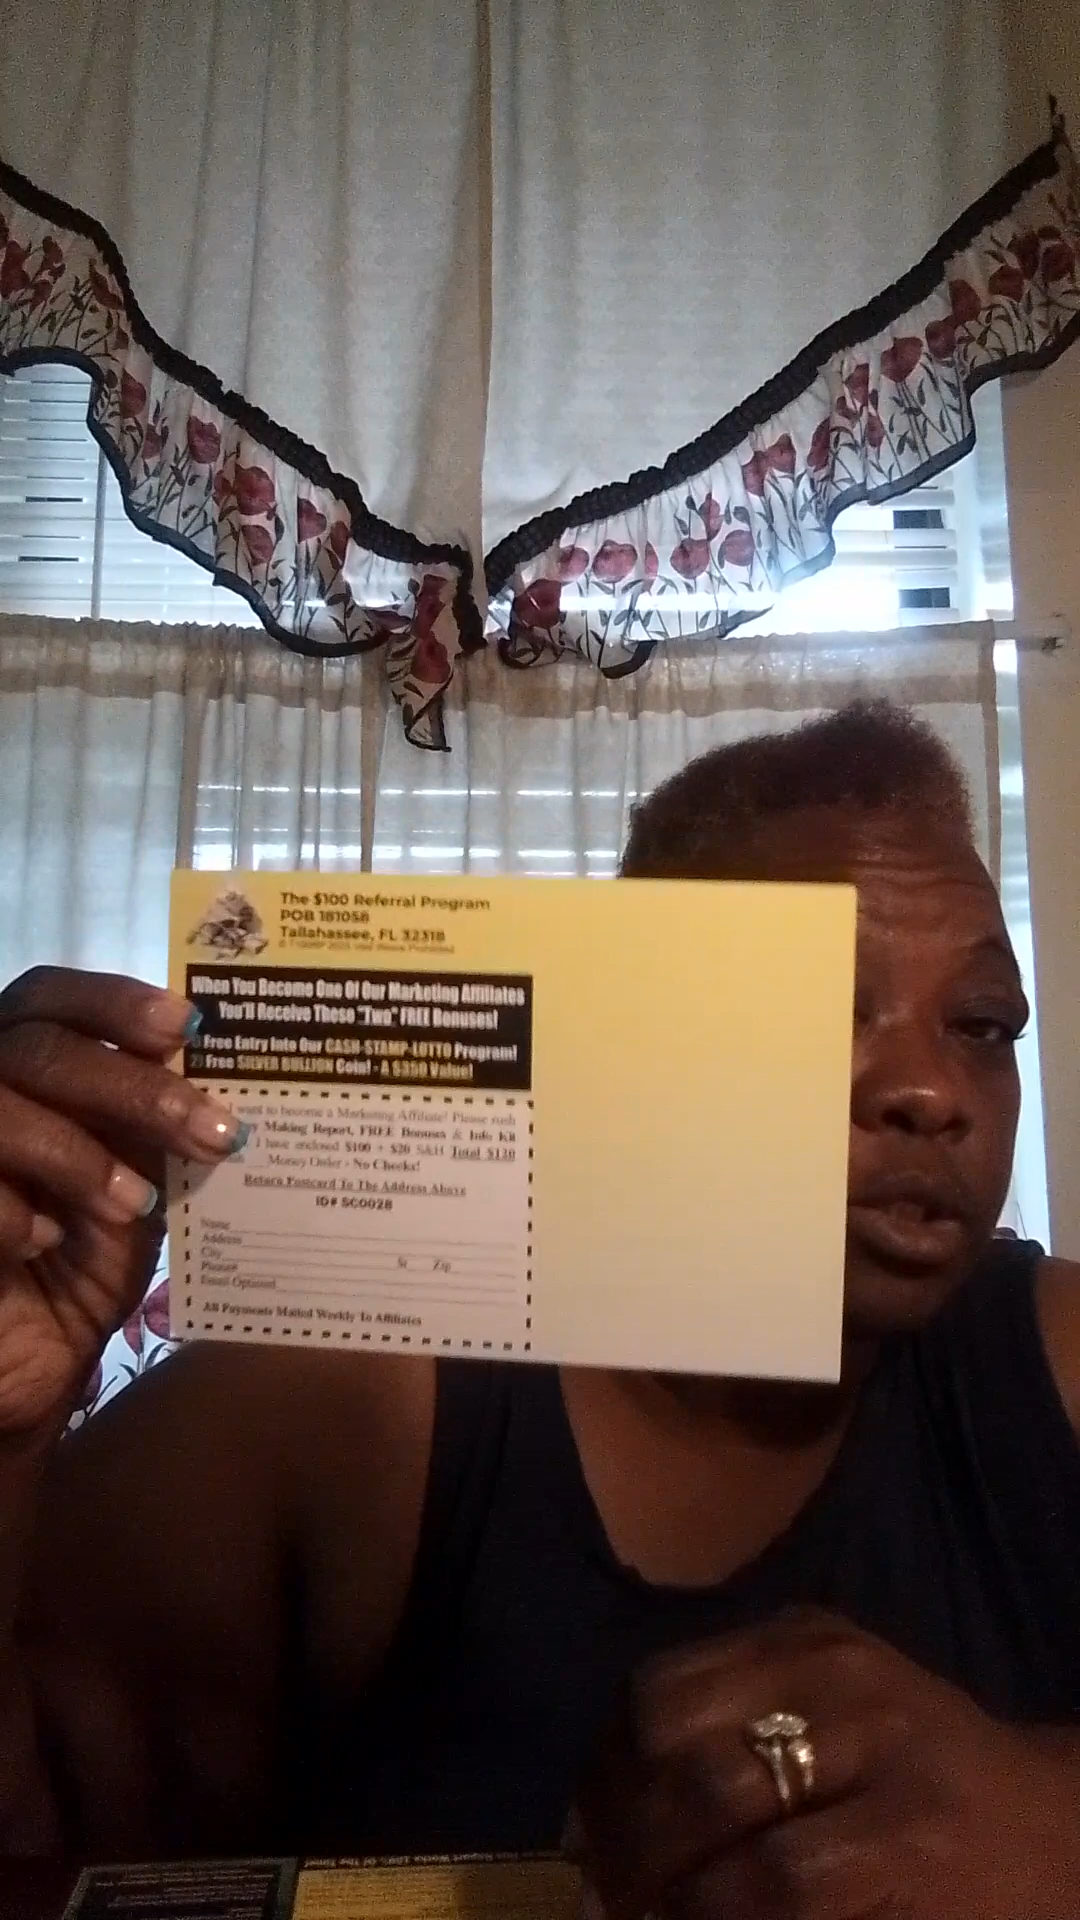 The $100 Referral Program
POB 181058
Tallahassee, FL 32318
When You Become One Of Our Marketing Affiliates
You'll Receive These "Two" FREE Bonuses!
Free Entry Into Our CASH-STAMP-LOTTO Program!
2) Free SILVER BULLION Coin! - A $350 Value!
I want to become a Marketing Affiliate! Please rush
Making Report, FREE Bonuses & Info Kit
I have enclosed $100 + $20 S&H Total $120
Money Order - No Checks!
Return Postcard To The Address Above
ID# SC0028
Name
Address
City St Zip
Phone
Email Optional
All Payments Mailed Weekly To Affiliates